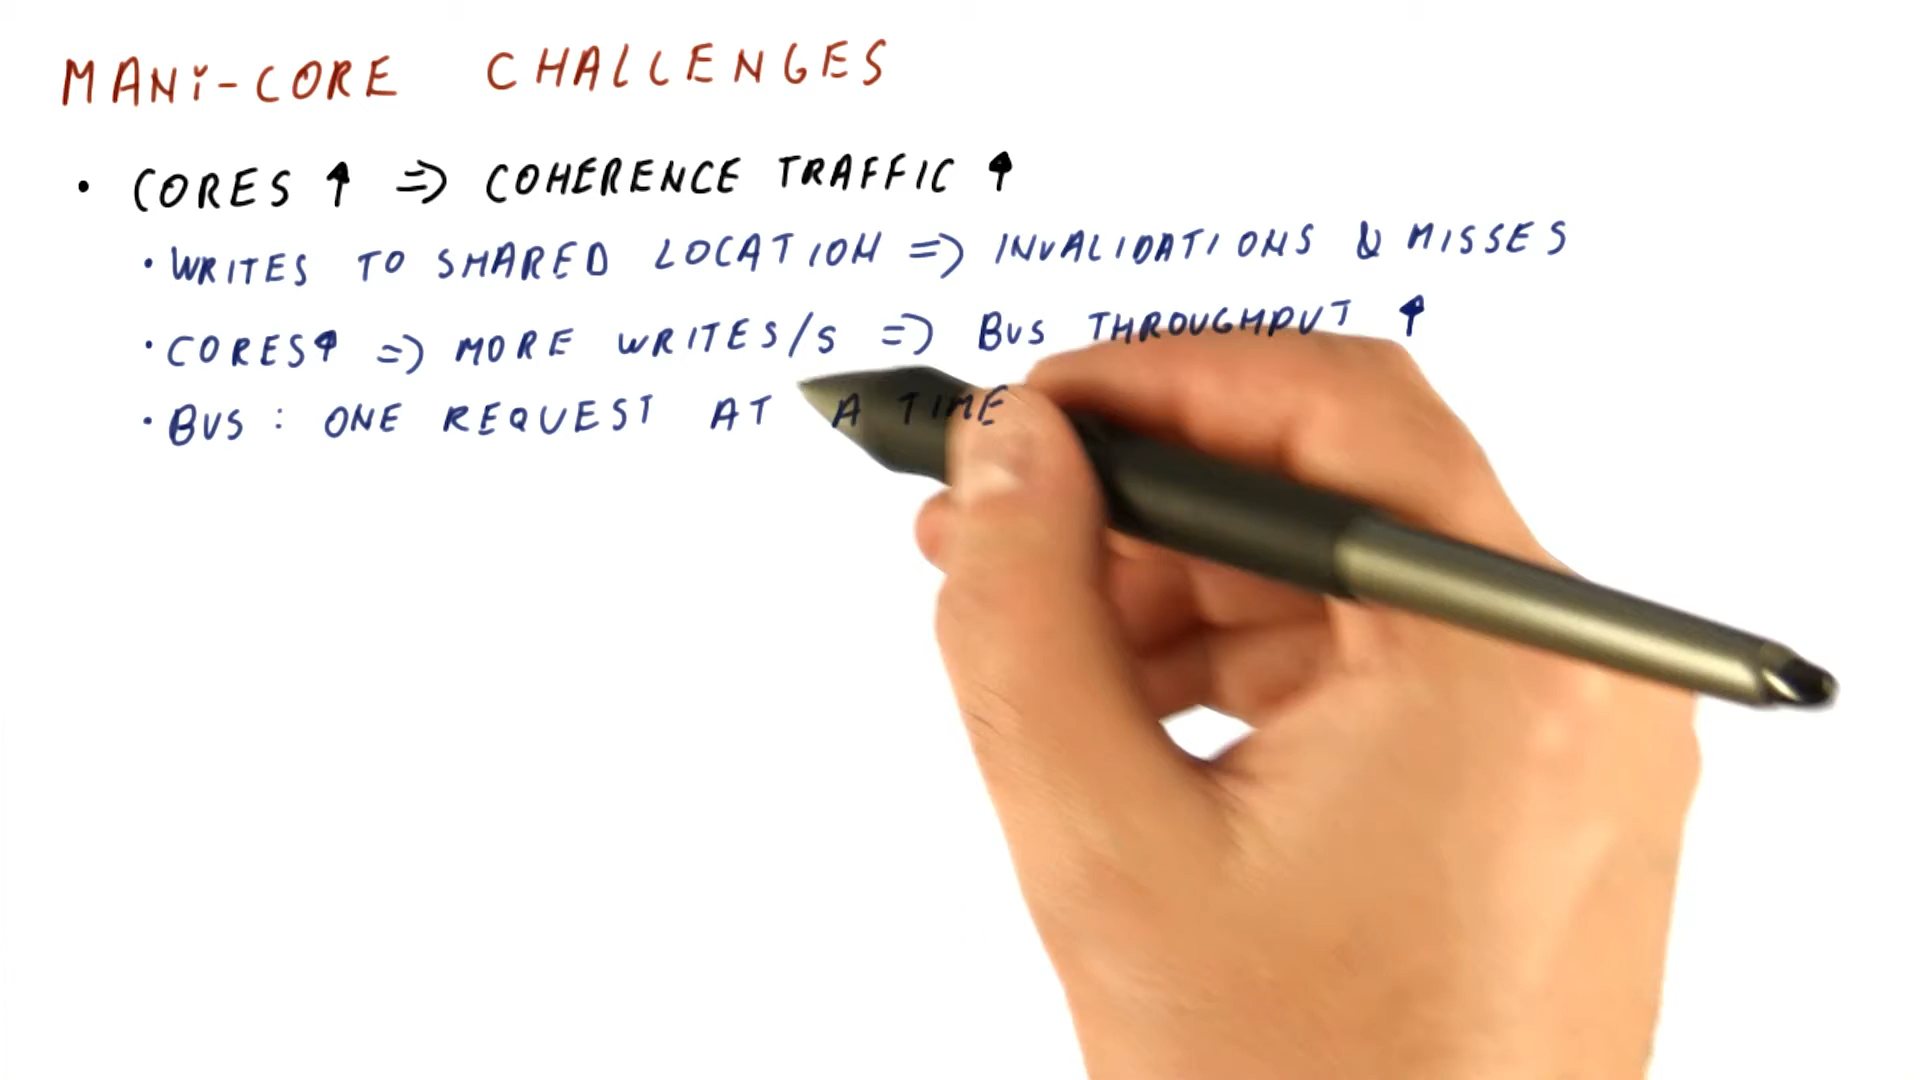 MANY-CORE CHALLENGES
• CORES ↑ => COHERENCE TRAFFIC ↑
• WRITES TO SHARED LOCATION => INVALIDATIONS & MISSES
• CORES↑ => MORE WRITES/S => BUS THROUGHPUT ↑
• BUS: ONE REQUEST AT A TIME